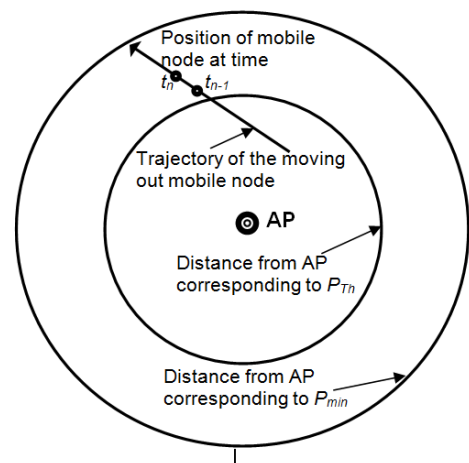 Position of mobile
node at time
tn tn-1
Trajectory of the moving
out mobile node
AP
Distance from AP
corresponding to PTh
Distance from AP
corresponding to Pmin